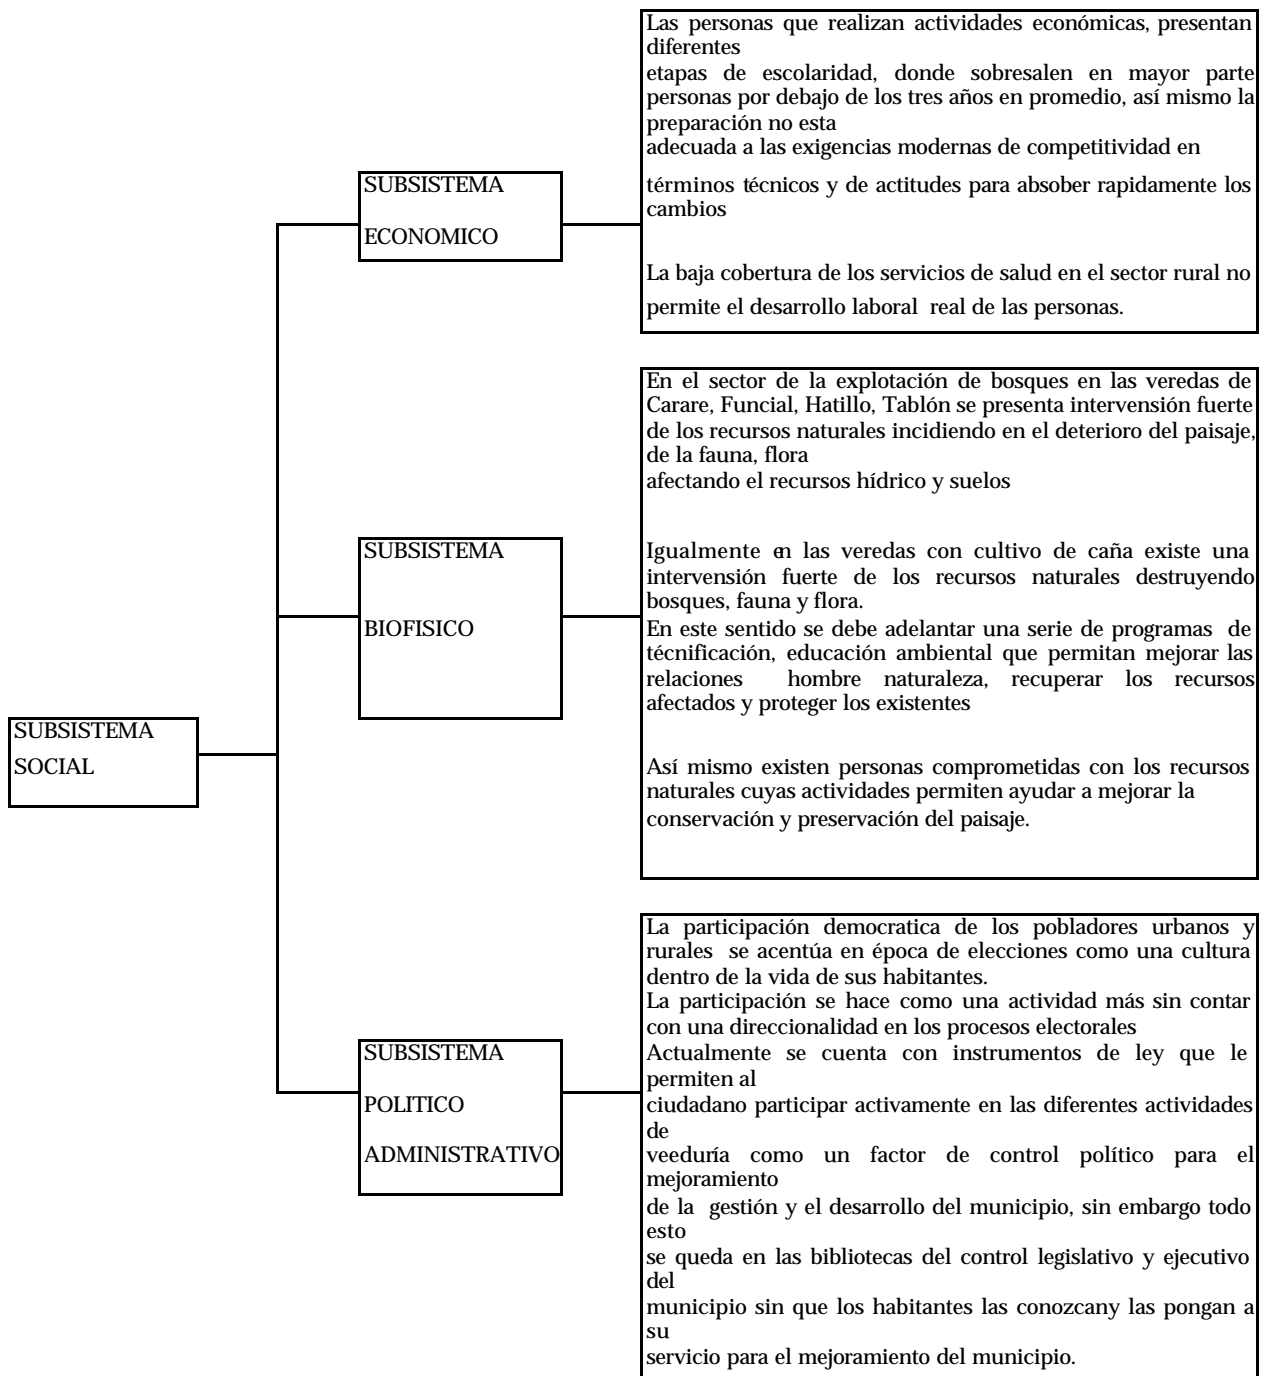 Las personas que realizan actividades económicas, presentan
diferentes
etapas de escolaridad, donde sobresalen en mayor parte
personas por debajo de los tres años en promedio, así mismo la
preparación no esta
adecuada a las exigencias modernas de competitividad en
términos técnicos y de actitudes para absober rapidamente los
cambios
La baja cobertura de los servicios de salud en el sector rural no
permite el desarrollo laboral real de las personas.
SUBSISTEMA
ECONOMICO
En el sector de la explotación de bosques en las veredas de
Carare, Funcial, Hatillo, Tablón se presenta intervensión fuerte
de los recursos naturales incidiendo en el deterioro del paisaje,
de la fauna, flora
afectando el recursos hídrico y suelos
Igualmente en las veredas con cultivo de caña existe una
intervensión fuerte de los recursos naturales destruyendo
bosques, fauna y flora.
En este sentido se debe adelantar una serie de programas de
técnificación, educación ambiental que permitan mejorar las
relaciones hombre naturaleza, recuperar los recursos
afectados y proteger los existentes
Así mismo existen personas comprometidas con los recursos
naturales cuyas actividades permiten ayudar a mejorar la
conservación y preservación del paisaje.
SUBSISTEMA
BIOFISICO
SUBSISTEMA
SOCIAL
La participación democratica de los pobladores urbanos y
rurales se acentúa en época de elecciones como una cultura
dentro de la vida de sus habitantes.
La participación se hace como una actividad más sin contar
con una direccionalidad en los procesos electorales
Actualmente se cuenta con instrumentos de ley que le
permiten al
ciudadano participar activamente en las diferentes actividades
de
veeduría como un factor de control político para el
mejoramiento
de la gestión y el desarrollo del municipio, sin embargo todo
esto
se queda en las bibliotecas del control legislativo y ejecutivo
del
municipio sin que los habitantes las conozcany las pongan a
su
servicio para el mejoramiento del municipio.
SUBSISTEMA
POLITICO
ADMINISTRATIVO